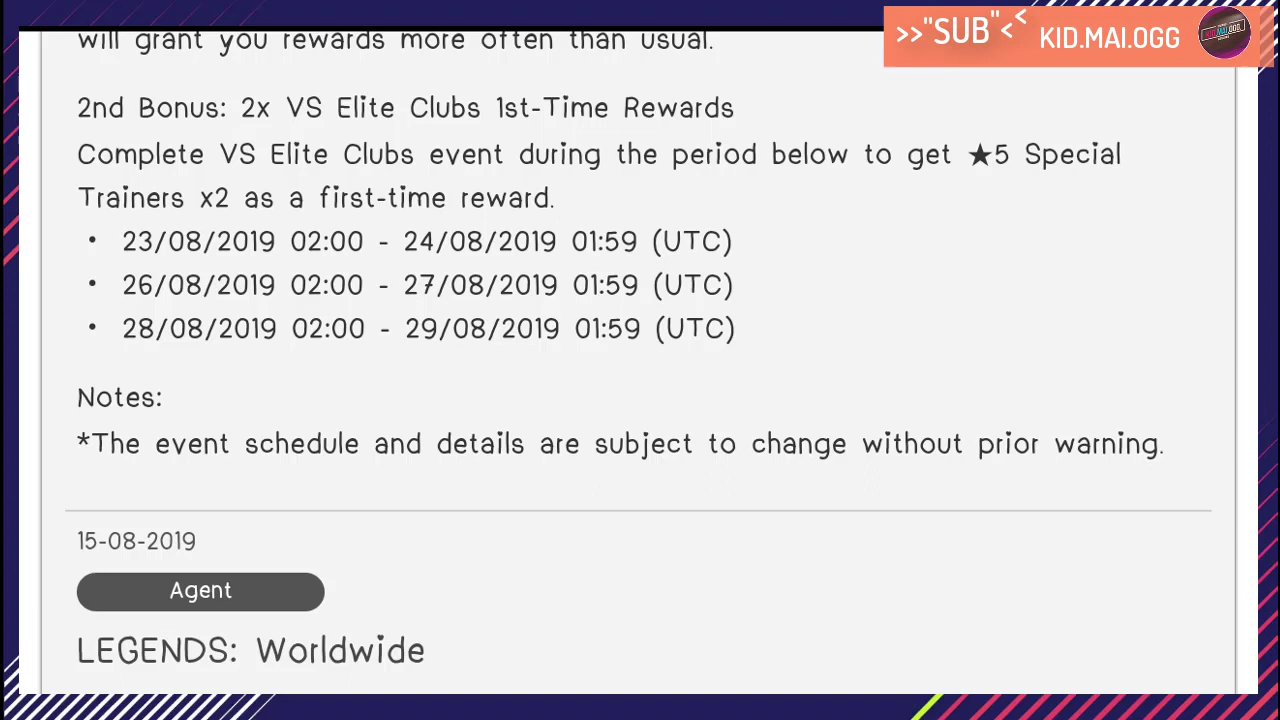 will grant you rewards more often than usual.
>>"SUB"<<
KID.MAI.OGG
2nd Bonus: 2x VS Elite Clubs 1st-Time Rewards
Complete VS Elite Clubs event during the period below to get ★5 Special
Trainers x2 as a first-time reward.
• 23/08/2019 02:00 - 24/08/2019 01:59 (UTC)
• 26/08/2019 02:00 - 27/08/2019 01:59 (UTC)
• 28/08/2019 02:00 - 29/08/2019 01:59 (UTC)
Notes:
*The event schedule and details are subject to change without prior warning.
15-08-2019
Agent
LEGENDS: Worldwide